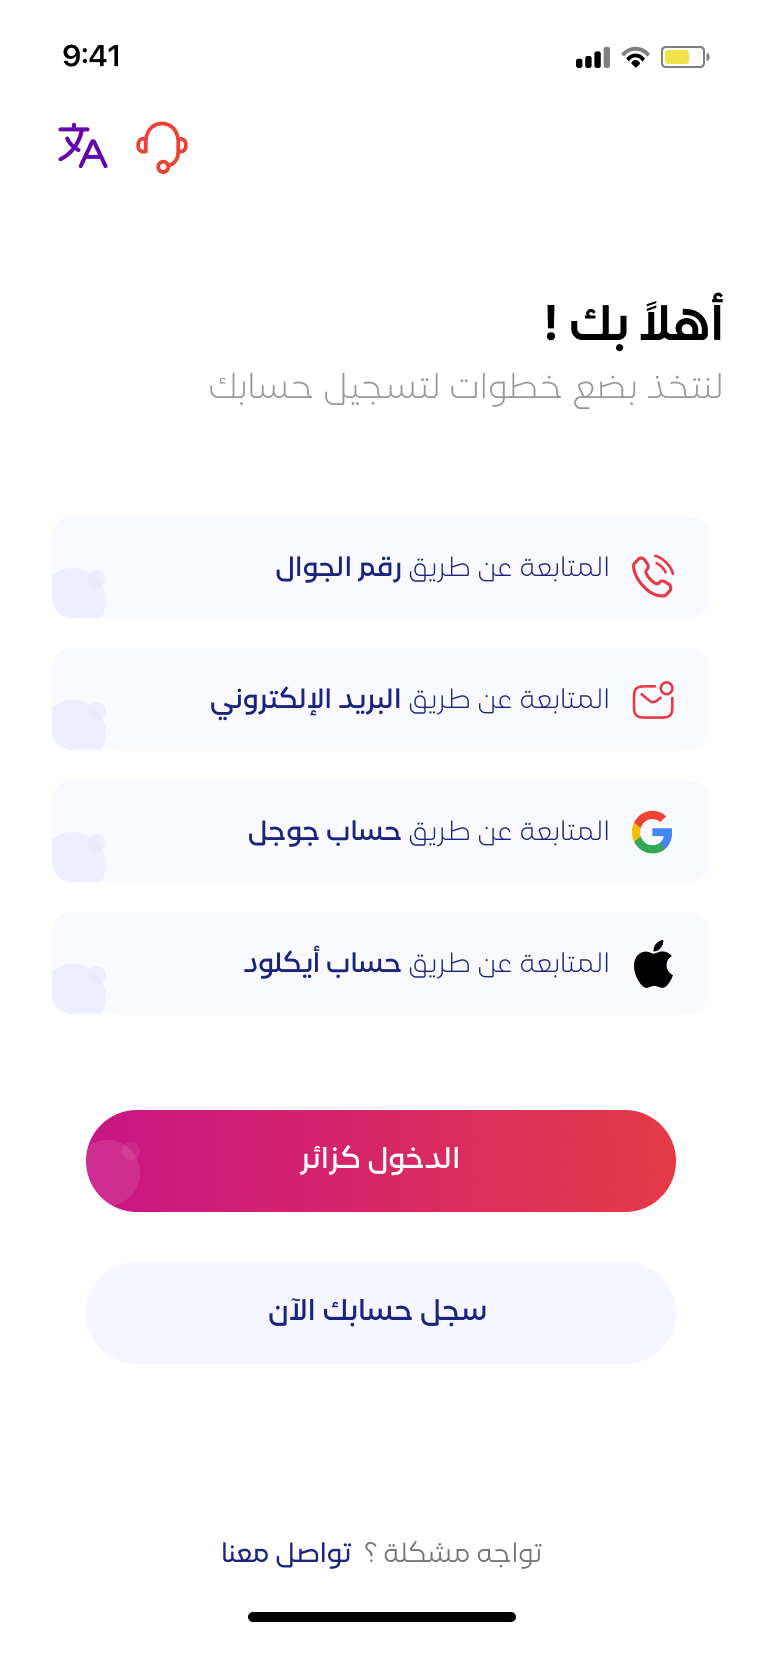 9:41
أهلاً بك !
لنتخذ بضع خطوات لتسجيل حسابك
المتابعة عن طريق رقم الجوال
المتابعة عن طريق البريد الإلكتروني
المتابعة عن طريق حساب جوجل
المتابعة عن طريق حساب أيكلود
الدخول كزائر
سجل حسابك الآن
تواجه مشكلة ؟ تواصل معنا